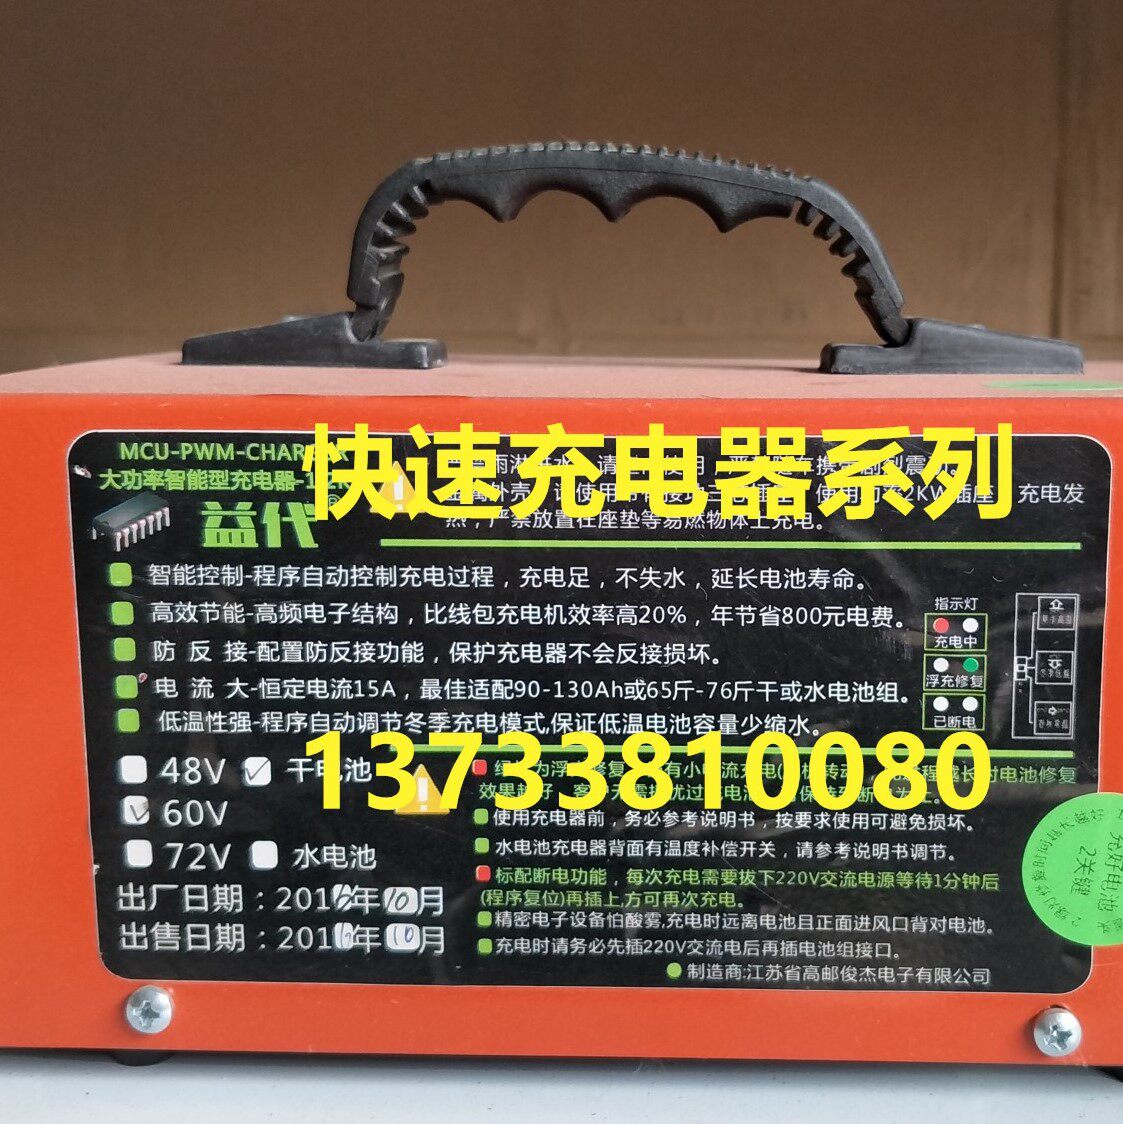 快速充电器系列
MCU-PWM-CHAR
大功率智能型充电器-1.2K
益代
热,严禁放置在座垫等易燃物体上充电。
智能控制-程序自动控制充电过程,充电足,不失水,延长电池寿命。
高效节能-高频电子结构,比线包充电机效率高20%,年节省800元电费。
防 反 接-配置防反接功能,保护充电器不会反接损坏。
电 流 大-恒定电流15A,最佳适配90-130Ah或65斤-76斤干或水电池组。
低温性强-程序自动调节冬季充电模式,保证低温电池容量少缩水。
指示灯
充电中
浮充修复
已断电
13733810080
48V 干电池
60V
72V 水电池
出厂日期:201 年10月
出售日期:201 年10月
使用充电器前,务必参考说明书,按要求使用可避免损坏。
水电池充电器背面有温度补偿开关,请参考说明书调节。
标配断电功能,每次充电需要拔下220V交流电源等待1分钟后
(程序复位)再插上,方可再次充电。
精密电子设备怕酸雾,充电时远离电池且正面进风口背对电池。
充电时请务必先插220V交流电后再插电池组接口。
制造商:江苏省高邮俊杰电子有限公司
充好电池
2关键